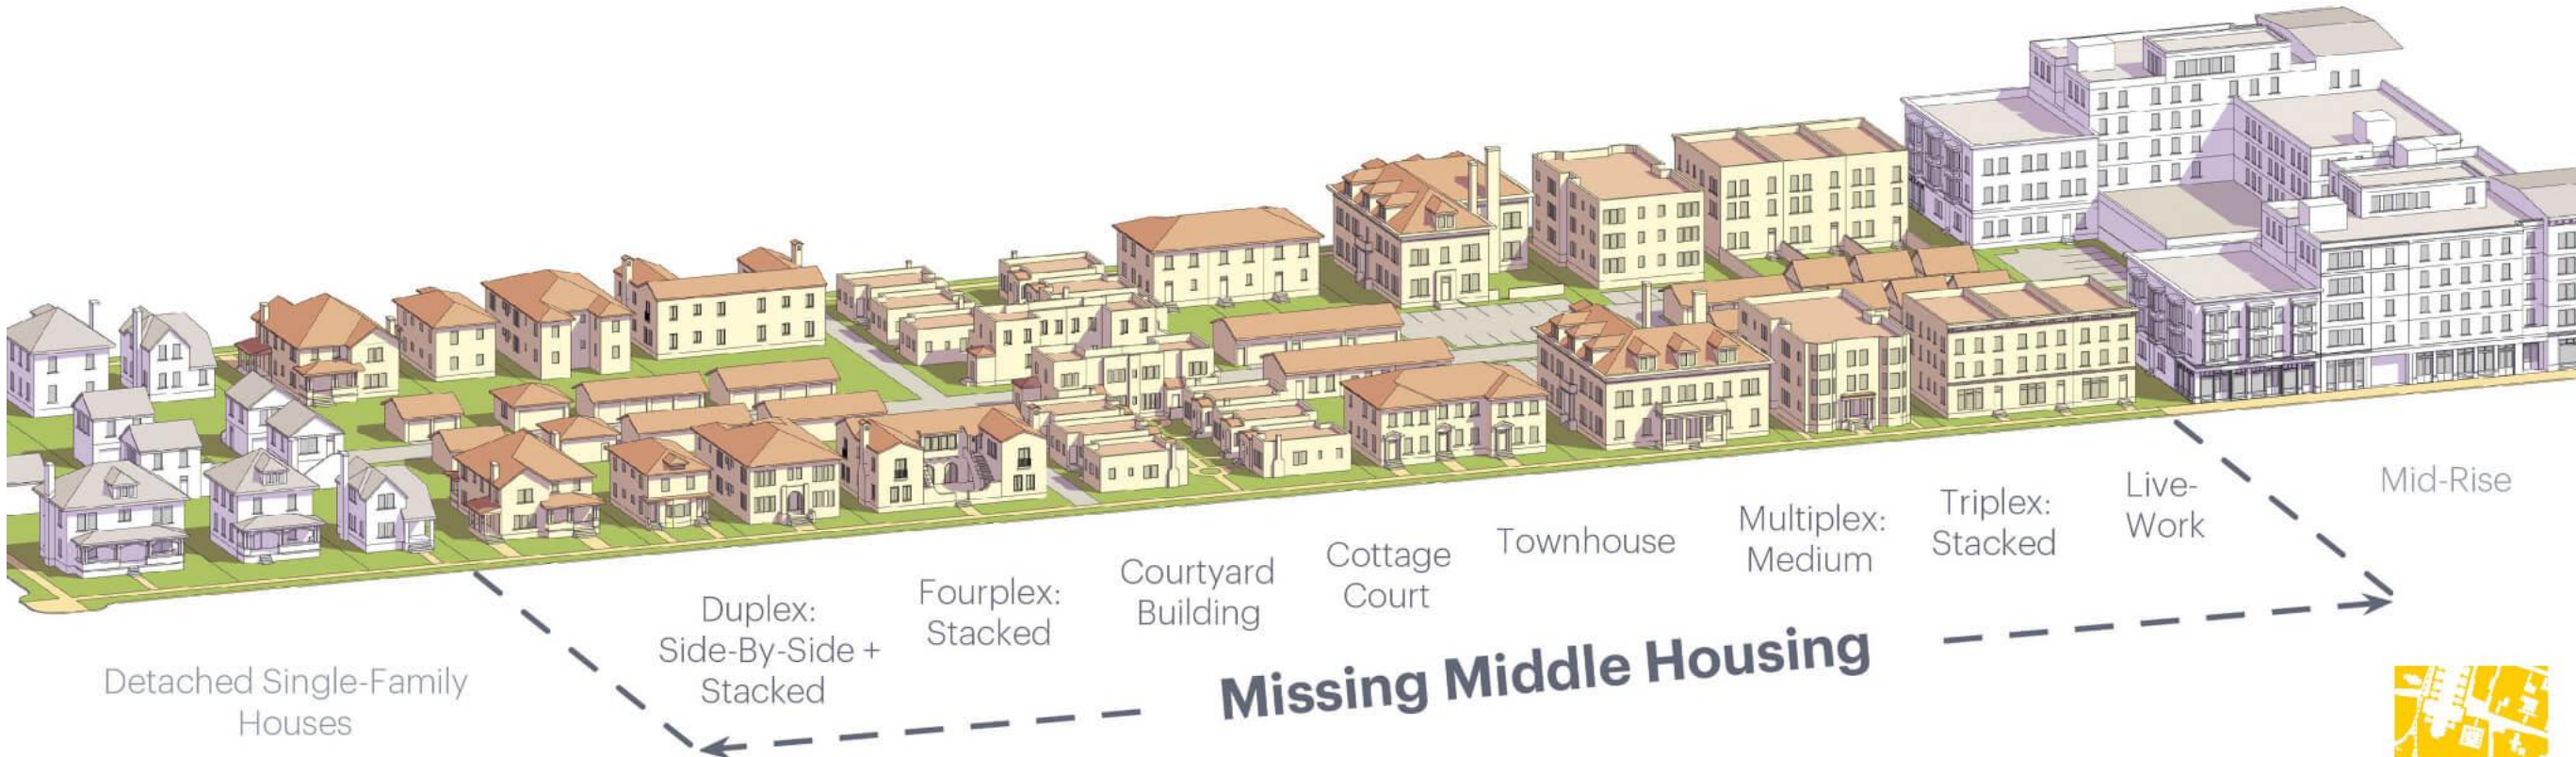 Detached Single-Family
Houses
Duplex:
Side-By-Side +
Stacked
Fourplex:
Stacked
Courtyard
Building
Cottage
Court
Townhouse
Multiplex:
Medium
Triplex:
Stacked
Live-
Work
Mid-Rise
Missing Middle Housing